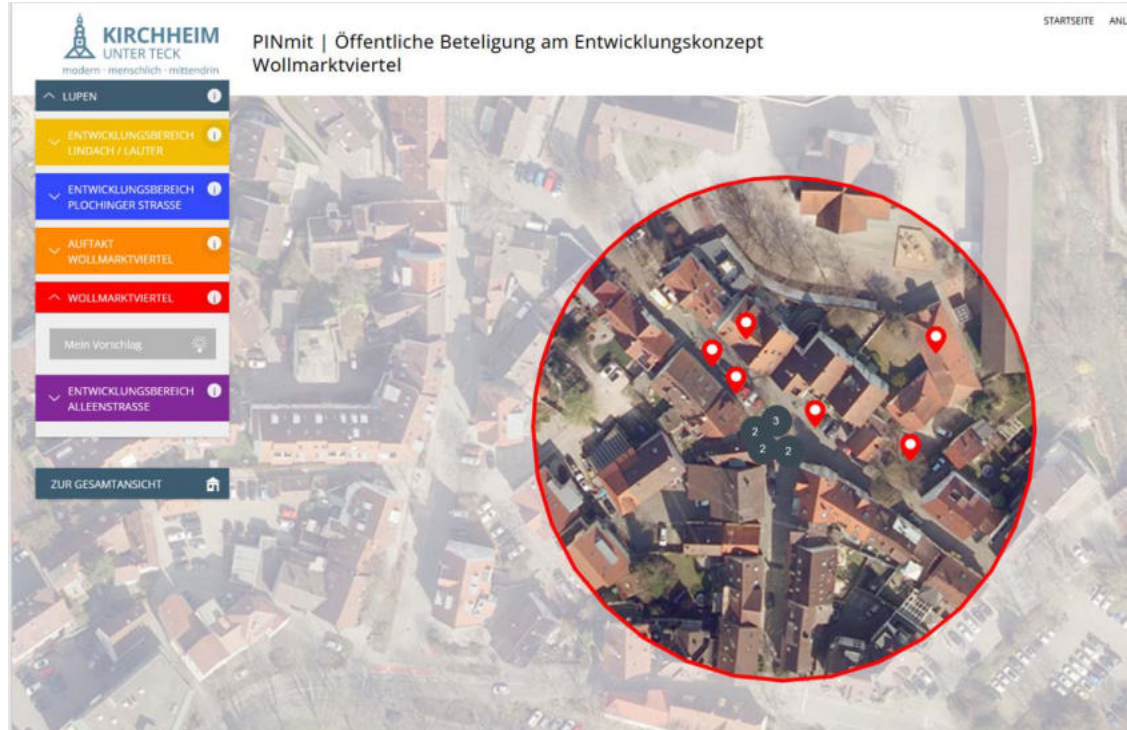 KIRCHHEIM
UNTER TECK
modern · menschlich · mittendrin
PINmit | Öffentliche Beteligung am Entwicklungskonzept
Wollmarktviertel
STARTSEITE ANL
LUPEN
ENTWICKLUNGSBEREICH
LINDACH / LAUTER
ENTWICKLUNGSBEREICH
PLOCHINGER STRASSE
AUFTAKT
WOLLMARKTVIERTEL
WOLLMARKTVIERTEL
Mein Vorschlag
ENTWICKLUNGSBEREICH
ALLEENSTRASSE
ZUR GESAMTANSICHT
3
2
2 2